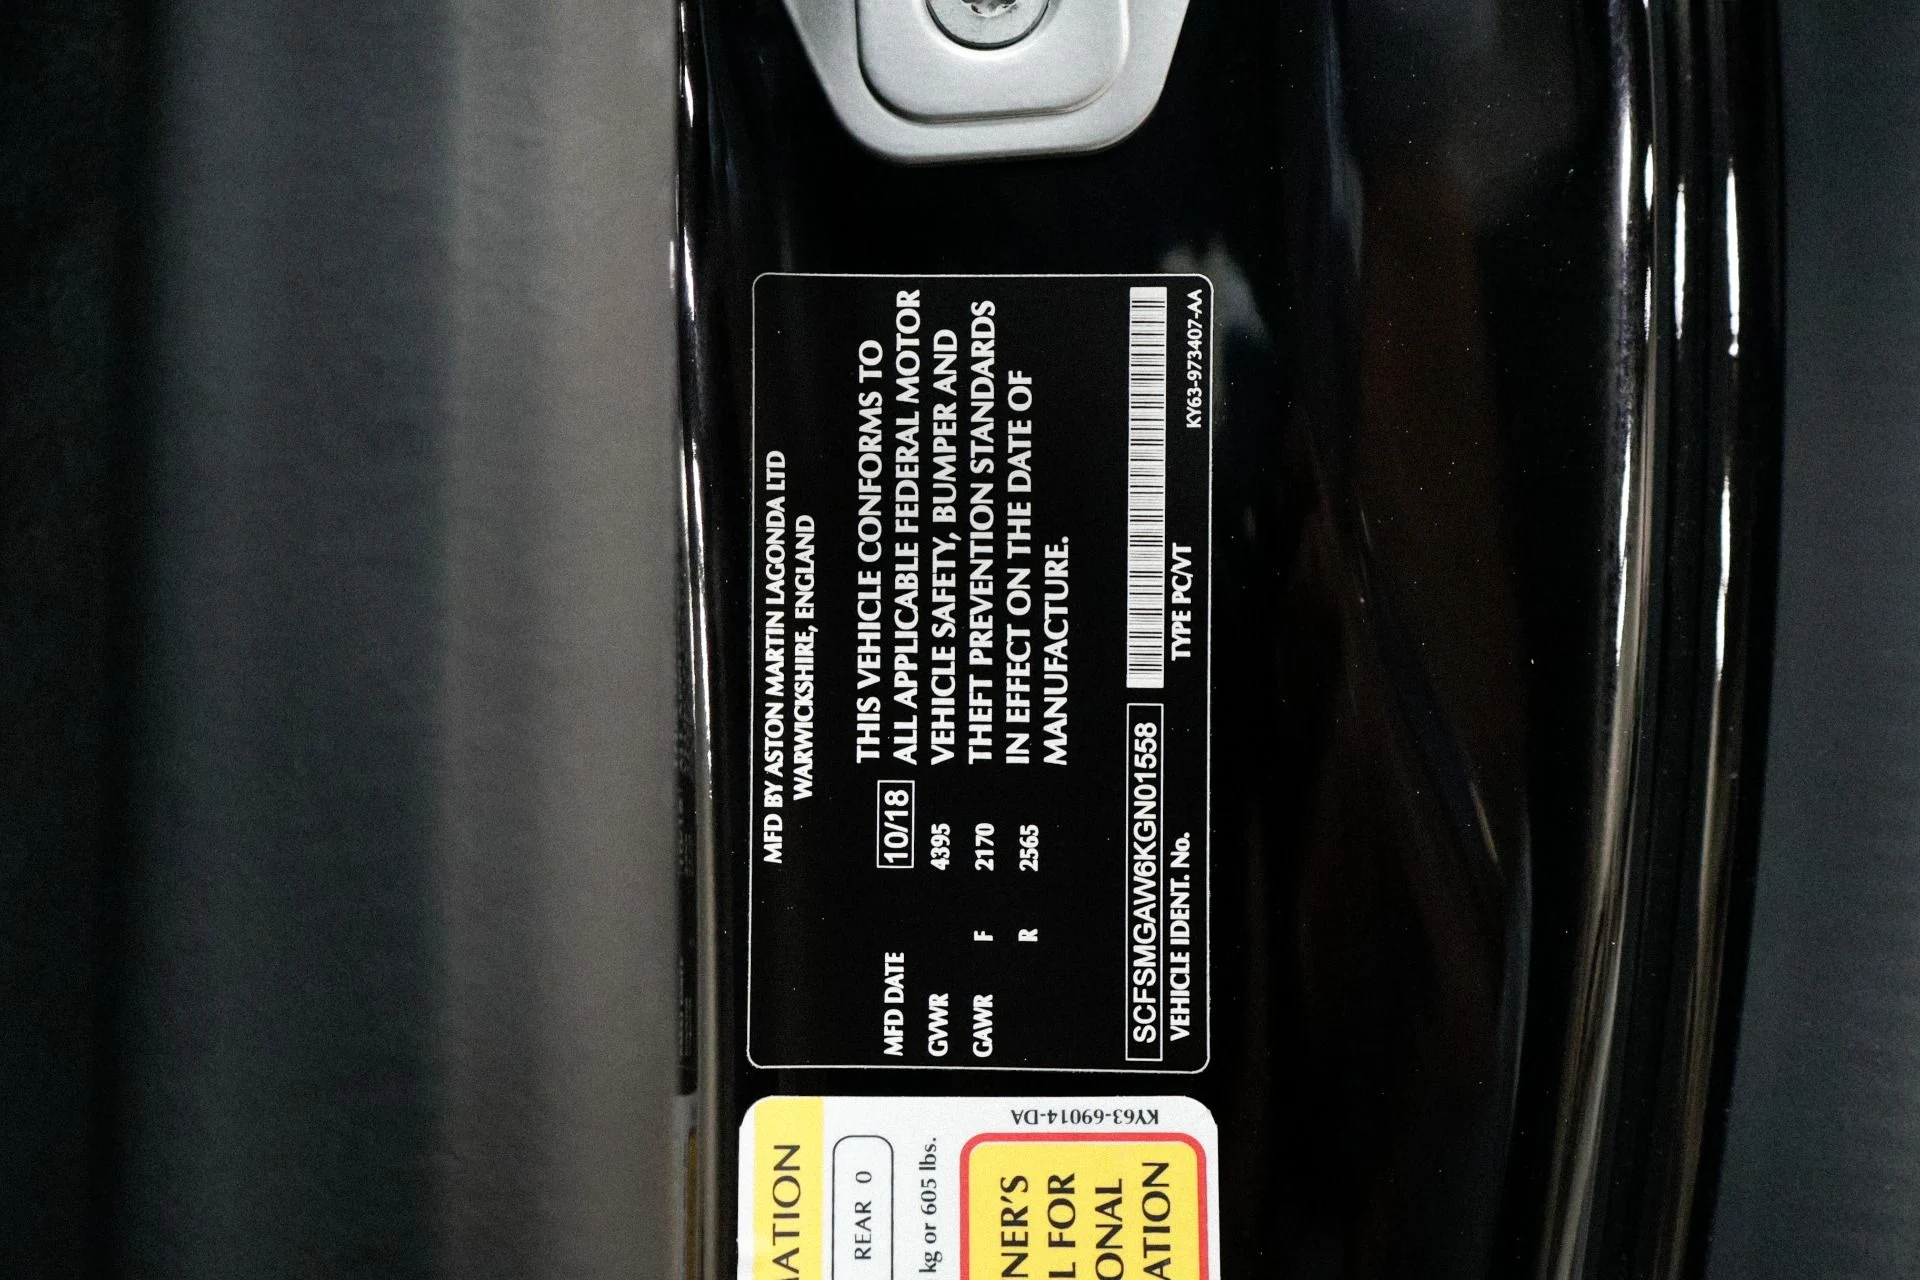 MFD BY ASTON MARTIN LAGONDA LTD
WARWICKSHIRE, ENGLAND
THIS VEHICLE CONFORMS TO
MFD DATE 10/18 ALL APPLICABLE FEDERAL MOTOR
GVWR 4395 VEHICLE SAFETY, BUMPER AND
GAWR F 2170 THEFT PREVENTION STANDARDS
R 2565 IN EFFECT ON THE DATE OF
MANUFACTURE.
SCFSMGAW6KGN01558
VEHICLE IDENT. No. TYPE PC/VT KY63-973407-AA
REAR 0
kg or 605 lbs.
KY63-69014-DA
FOR